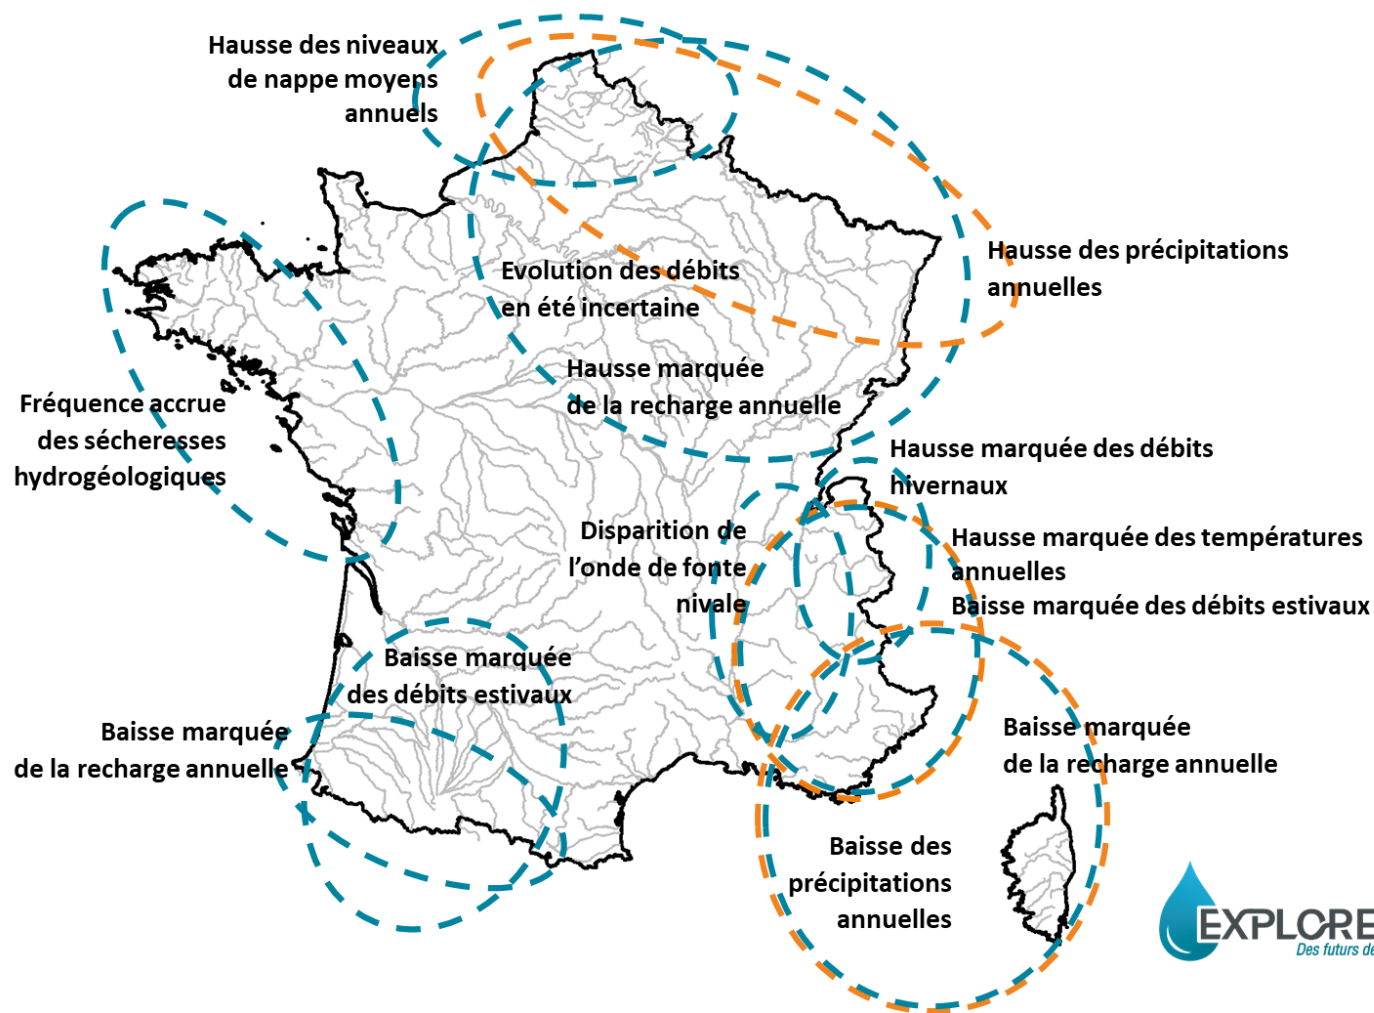 Hausse des niveaux
de nappe moyens
annuels
Hausse des précipitations
annuelles
Evolution des débits
en été incertaine
Hausse marquée
de la recharge annuelle
Fréquence accrue
des sécheresses
hydrogéologiques
Hausse marquée des débits
hivernaux
Disparition de
l'onde de fonte
nivale
Hausse marquée des températures
annuelles
Baisse marquée des débits estivaux
Baisse marquée
des débits estivaux
Baisse marquée
de la recharge annuelle
Baisse marquée
de la recharge annuelle
Baisse des
précipitations
annuelles
EXPLORE
Des futurs de